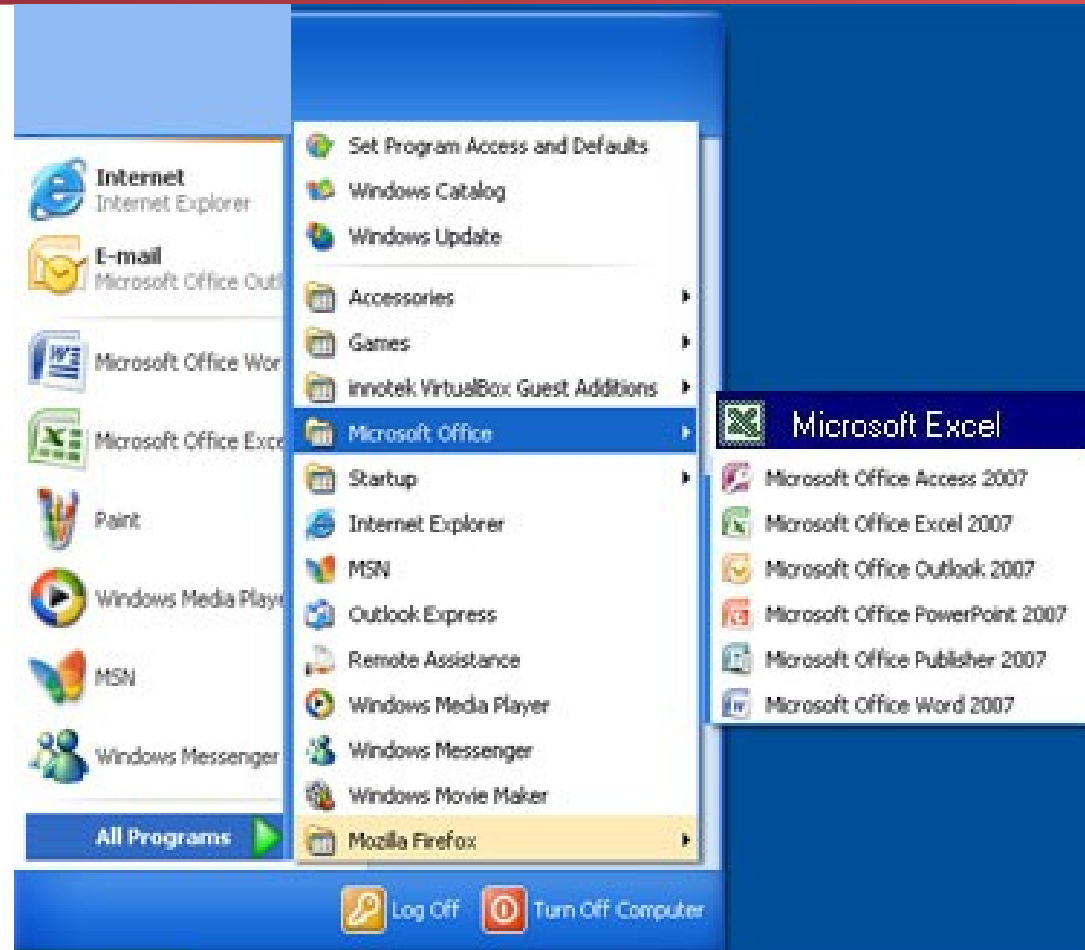 Internet
Internet Explorer
E-mail
Microsoft Office Outl
Microsoft Office Wor
Microsoft Office Exce
Paint
Windows Media Playe
MSN
Windows Messenger
All Programs
Set Program Access and Defaults
Windows Catalog
Windows Update
Accessories
Games
innotek VirtualBox Guest Additions
Microsoft Office
Startup
Internet Explorer
MSN
Outlook Express
Remote Assistance
Windows Media Player
Windows Messenger
Windows Movie Maker
Mozilla Firefox
Microsoft Excel
Microsoft Office Access 2007
Microsoft Office Excel 2007
Microsoft Office Outlook 2007
Microsoft Office PowerPoint 2007
Microsoft Office Publisher 2007
Microsoft Office Word 2007
Log Off
Turn Off Computer